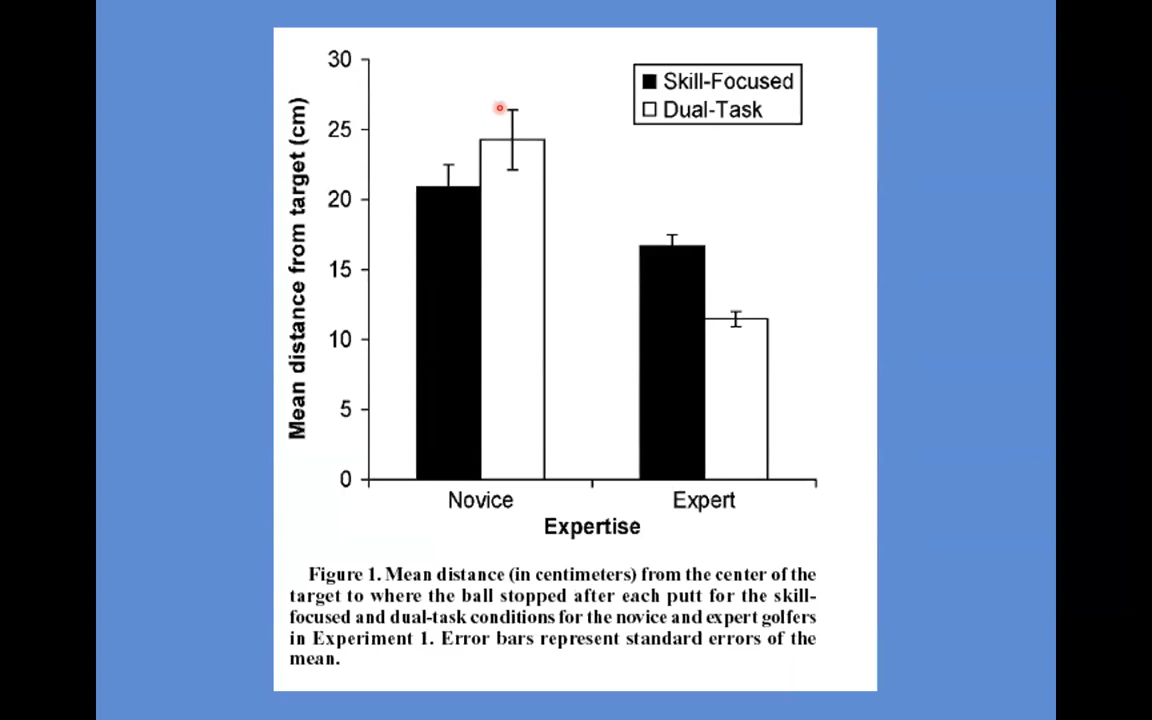 30
25
20
15
10
5
0
Mean distance from target (cm)
Skill-Focused
Dual-Task
Novice
Expert
Expertise
Figure 1. Mean distance (in centimeters) from the center of the
target to where the ball stopped after each putt for the skill-
focused and dual-task conditions for the novice and expert golfers
in Experiment 1. Error bars represent standard errors of the
mean.